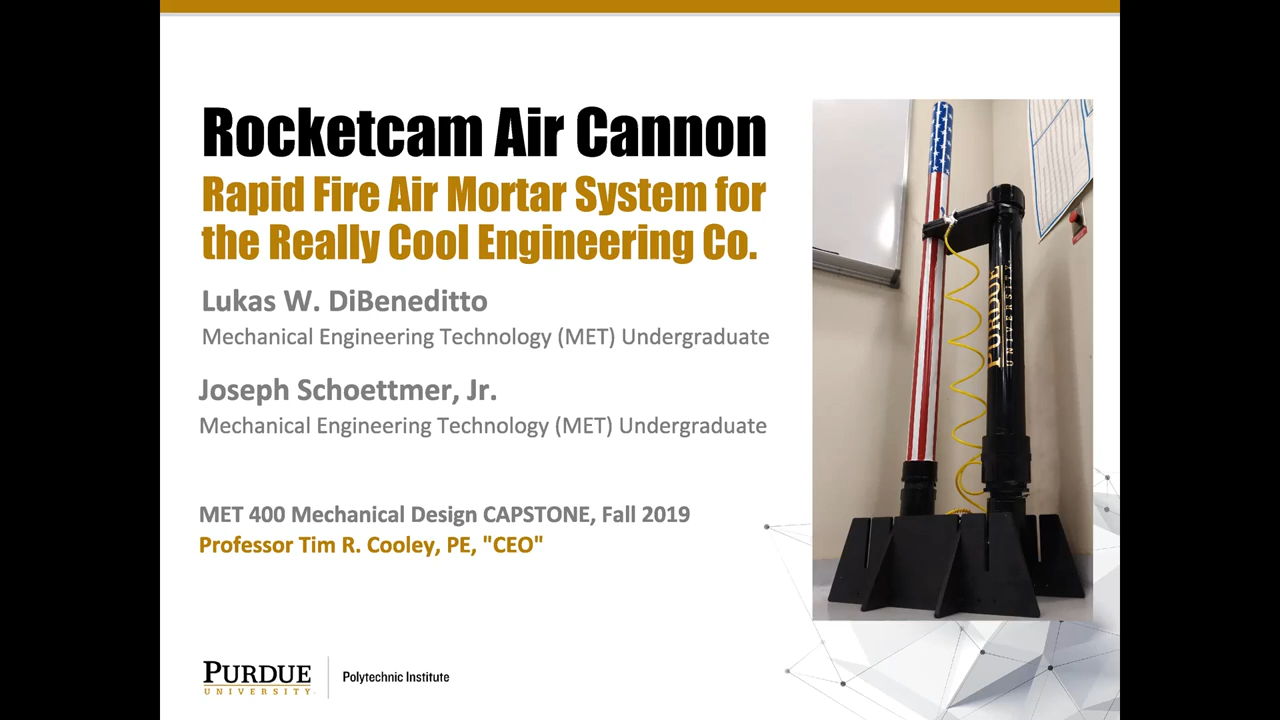 Rocketcam Air Cannon
Rapid Fire Air Mortar System for
the Really Cool Engineering Co.
Lukas W. DiBeneditto
Mechanical Engineering Technology (MET) Undergraduate
Joseph Schoettmer, Jr.
Mechanical Engineering Technology (MET) Undergraduate
MET 400 Mechanical Design CAPSTONE, Fall 2019
Professor Tim R. Cooley, PE, "CEO"
PURDUE
UNIVERSITY
Polytechnic Institute
PURDUE
UNIVERSITY